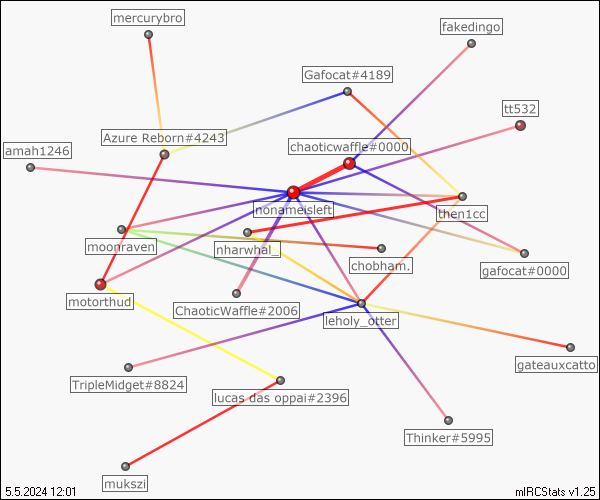 mercurybro
fakedingo
Gafocat#4189
tt532
Azure Reborn#4243
chaoticwaffle#0000
amah1246
nonameisleft
then1cc
moonraven
nharwhal_
chobham.
gafocat#0000
motorthud
ChaoticWaffle#2006
leholy_otter
gateauxcatto
TripleMidget#8824
lucas das oppai#2396
Thinker#5995
mukszi
5.5.2024 12:01
mIRCStats v1.25